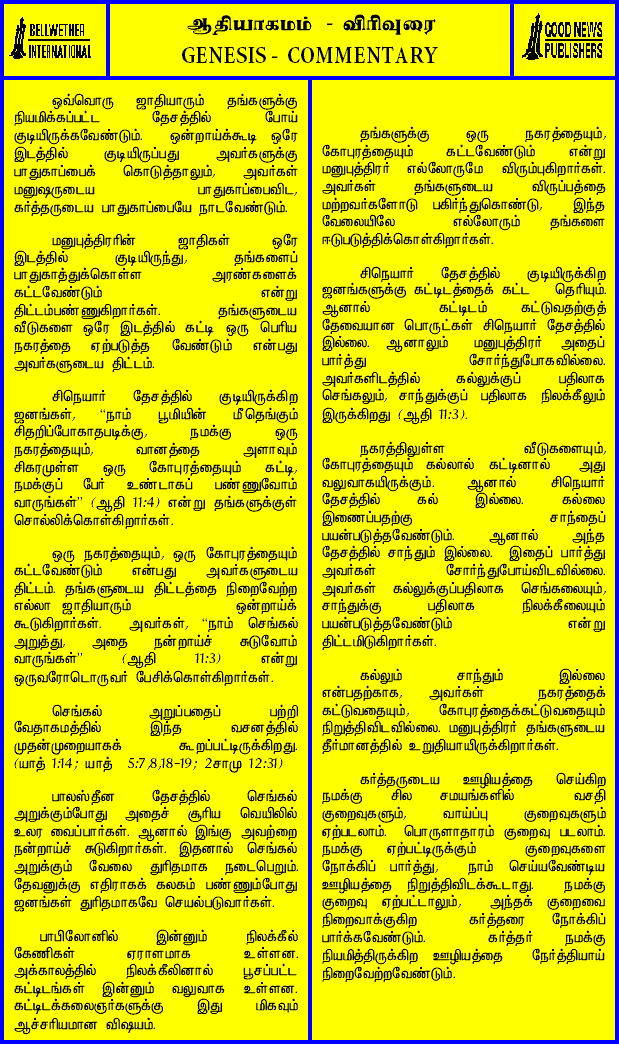 BELLWETHER
INTERNATIONAL
ஆதியாகமம் - விரிவுரை
GENESIS - COMMENTARY
GOOD NEWS
PUBLISHERS
ஒவ்வொரு ஜாதியாரும் தங்களுக்கு
நியமிக்கப்பட்ட தேசத்தில் போய்
குடியிருக்கவேண்டும். ஒன்றாய்க்கூடி ஒரே
இடத்தில் குடியிருப்பது அவர்களுக்கு
பாதுகாப்பைக் கொடுத்தாலும், அவர்கள்
மனுஷருடைய பாதுகாப்பைவிட,
கர்த்தருடைய பாதுகாப்பையே நாடவேண்டும்.
மனுபுத்திரரின் ஜாதிகள் ஒரே
இடத்தில் குடியிருந்து, தங்களைப்
பாதுகாத்துக்கொள்ள அரண்களைக்
கட்டவேண்டும் என்று
திட்டம்பண்ணுகிறார்கள். தங்களுடைய
வீடுகளை ஒரே இடத்தில் கட்டி ஒரு பெரிய
நகரத்தை ஏற்படுத்த வேண்டும் என்பது
அவர்களுடைய திட்டம்.
சிநெயார் தேசத்தில் குடியிருக்கிற
ஜனங்கள், "நாம் பூமியின் மீதெங்கும்
சிதறிப்போகாதபடிக்கு, நமக்கு ஒரு
நகரத்தையும், வானத்தை அளாவும்
சிகரமுள்ள ஒரு கோபுரத்தையும் கட்டி,
நமக்குப் பேர் உண்டாகப் பண்ணுவோம்
வாருங்கள்" (ஆதி 11:4) என்று தங்களுக்குள்
சொல்லிக்கொள்கிறார்கள்.
ஒரு நகரத்தையும், ஒரு கோபுரத்தையும்
கட்டவேண்டும் என்பது அவர்களுடைய
திட்டம். தங்களுடைய திட்டத்தை நிறைவேற்ற
எல்லா ஜாதியாரும் ஒன்றாய்க்
கூடுகிறார்கள். அவர்கள், "நாம் செங்கல்
அறுத்து, அதை நன்றாய்ச் சுடுவோம்
வாருங்கள்" (ஆதி 11:3) என்று
ஒருவரோடொருவர் பேசிக்கொள்கிறார்கள்.
செங்கல் அறுப்பதைப் பற்றி
வேதாகமத்தில் இந்த வசனத்தில்
முதன்முறையாகக் கூறப்பட்டிருக்கிறது.
(யாத் 1:14; யாத் 5:7,8,18-19; 2சாமு 12:31)
பாலஸ்தீன தேசத்தில் செங்கல்
அறுக்கும்போது அதைச் சூரிய வெயிலில்
உலர வைப்பார்கள். ஆனால் இங்கு அவற்றை
நன்றாய்ச் சுடுகிறார்கள். இதனால் செங்கல்
அறுக்கும் வேலை துரிதமாக நடைபெறும்.
தேவனுக்கு எதிராகக் கலகம் பண்ணும்போது
ஜனங்கள் துரிதமாகவே செயல்படுவார்கள்.
பாபிலோனில் இன்னும் நிலக்கீல்
கேணிகள் ஏராளமாக உள்ளன.
அக்காலத்தில் நிலக்கீலினால் பூசப்பட்ட
கட்டிடங்கள் இன்னும் வலுவாக உள்ளன.
கட்டிடக்கலைஞர்களுக்கு இது மிகவும்
ஆச்சரியமான விஷயம்.
தங்களுக்கு ஒரு நகரத்தையும்,
கோபுரத்தையும் கட்டவேண்டும் என்று
மனுபுத்திரர் எல்லோருமே விரும்புகிறார்கள்.
அவர்கள் தங்களுடைய விருப்பத்தை
மற்றவர்களோடு பகிர்ந்துகொண்டு, இந்த
வேலையிலே எல்லோரும் தங்களை
ஈடுபடுத்திக்கொள்கிறார்கள்.
சிநெயார் தேசத்தில் குடியிருக்கிற
ஜனங்களுக்கு கட்டிடத்தைக் கட்ட தெரியும்.
ஆனால் கட்டிடம் கட்டுவதற்குத்
தேவையான பொருட்கள் சிநெயார் தேசத்தில்
இல்லை. ஆனாலும் மனுபுத்திரர் அதைப்
பார்த்து சோர்ந்துபோகவில்லை.
அவர்களிடத்தில் கல்லுக்குப் பதிலாக
செங்கலும், சாந்துக்குப் பதிலாக நிலக்கீலும்
இருக்கிறது (ஆதி 11:3).
நகரத்திலுள்ள வீடுகளையும்,
கோபுரத்தையும் கல்லால் கட்டினால் அது
வலுவாகயிருக்கும். ஆனால் சிநெயார்
தேசத்தில் கல் இல்லை. கல்லை
இணைப்பதற்கு சாந்தைப்
பயன்படுத்தவேண்டும். ஆனால் அந்த
தேசத்தில் சாந்தும் இல்லை. இதைப் பார்த்து
அவர்கள் சோர்ந்துபோய்விடவில்லை.
அவர்கள் கல்லுக்குப்பதிலாக செங்கலையும்,
சாந்துக்கு பதிலாக நிலக்கீலையும்
பயன்படுத்தவேண்டும் என்று
திட்டமிடுகிறார்கள்.
கல்லும் சாந்தும் இல்லை
என்பதற்காக, அவர்கள் நகரத்தைக்
கட்டுவதையும், கோபுரத்தைக்கட்டுவதையும்
நிறுத்திவிடவில்லை. மனுபுத்திரர் தங்களுடைய
தீர்மானத்தில் உறுதியாயிருக்கிறார்கள்.
கர்த்தருடைய ஊழியத்தை செய்கிற
நமக்கு சில சமயங்களில் வசதி
குறைவுகளும், வாய்ப்பு குறைவுகளும்
ஏற்படலாம். பொருளாதாரம் குறைவு படலாம்.
நமக்கு ஏற்பட்டிருக்கும் குறைவுகளை
நோக்கிப் பார்த்து, நாம் செய்யவேண்டிய
ஊழியத்தை நிறுத்திவிடக்கூடாது. நமக்கு
குறைவு ஏற்பட்டாலும், அந்தக் குறைவை
நிறைவாக்குகிற கர்த்தரை நோக்கிப்
பார்க்கவேண்டும். கர்த்தர் நமக்கு
நியமித்திருக்கிற ஊழியத்தை நேர்த்தியாய்
நிறைவேற்றவேண்டும்.